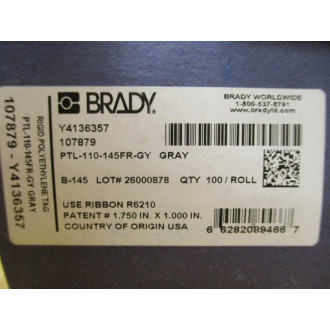 BRADY.
BRADY WORLDWIDE
1-800-537-8791
www.bradyid.com
Y4136357
107879
PTL-110-145FR-GY GRAY
B-145 LOT# 26000878 QTY 100 / ROLL
USE RIBBON R6210
PATENT # 1.750 IN. X 1.000 IN.
COUNTRY OF ORIGIN USA
6 62820 89466 7
RIGID POLYETHYLENE TAG
PTL-110-145FR-GY GRAY
107879 - Y4136357